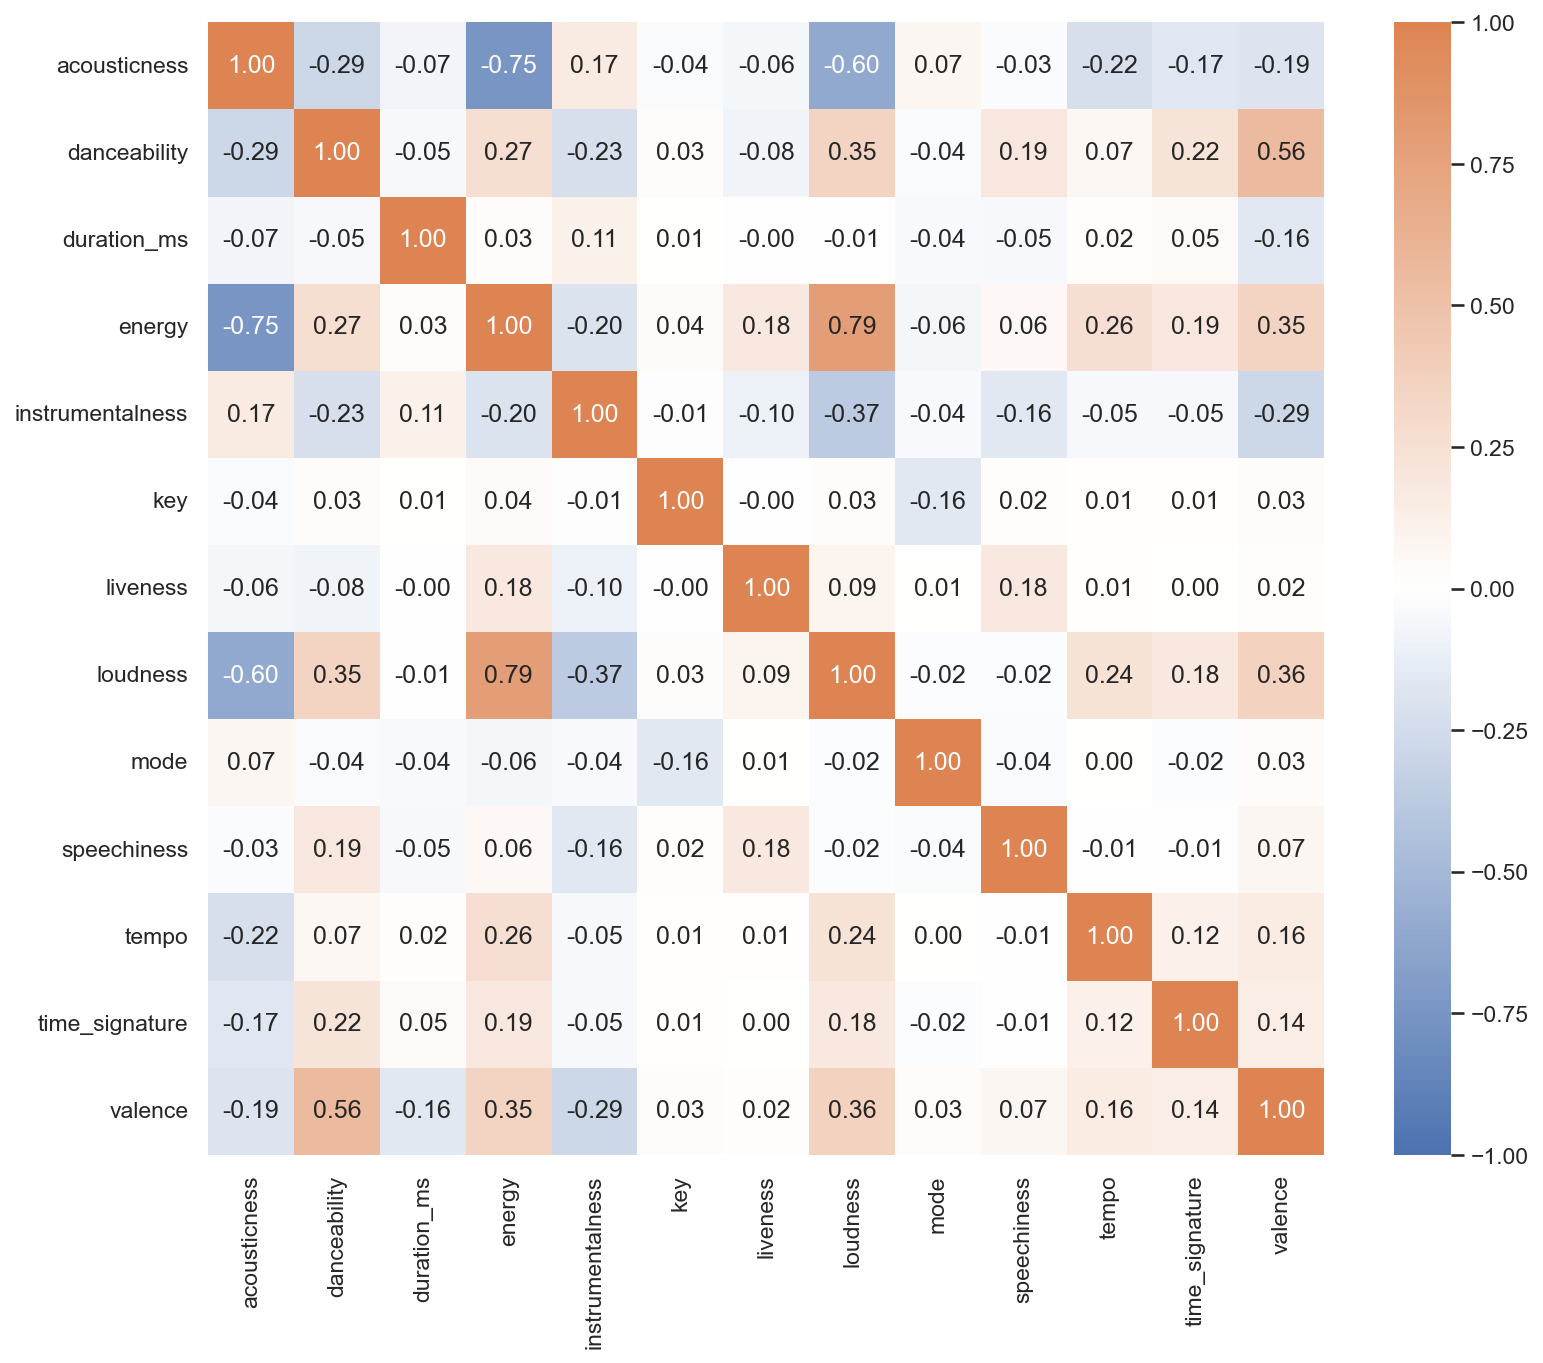 acousticness 1.00 -0.29 -0.07 -0.75 0.17 -0.04 -0.06 -0.60 0.07 -0.03 -0.22 -0.17 -0.19
danceability -0.29 1.00 -0.05 0.27 -0.23 0.03 -0.08 0.35 -0.04 0.19 0.07 0.22 0.56
duration_ms -0.07 -0.05 1.00 0.03 0.11 0.01 -0.00 -0.01 -0.04 -0.05 0.02 0.05 -0.16
energy -0.75 0.27 0.03 1.00 -0.20 0.04 0.18 0.79 -0.06 0.06 0.26 0.19 0.35
instrumentalness 0.17 -0.23 0.11 -0.20 1.00 -0.01 -0.10 -0.37 -0.04 -0.16 -0.05 -0.05 -0.29
key -0.04 0.03 0.01 0.04 -0.01 1.00 -0.00 0.03 -0.16 0.02 0.01 0.01 0.03
liveness -0.06 -0.08 -0.00 0.18 -0.10 -0.00 1.00 0.09 0.01 0.18 0.01 0.00 0.02
loudness -0.60 0.35 -0.01 0.79 -0.37 0.03 0.09 1.00 -0.02 -0.02 0.24 0.18 0.36
mode 0.07 -0.04 -0.04 -0.06 -0.04 -0.16 0.01 -0.02 1.00 -0.04 0.00 -0.02 0.03
speechiness -0.03 0.19 -0.05 0.06 -0.16 0.02 0.18 -0.02 -0.04 1.00 -0.01 -0.01 0.07
tempo -0.22 0.07 0.02 0.26 -0.05 0.01 0.01 0.24 0.00 -0.01 1.00 0.12 0.16
time_signature -0.17 0.22 0.05 0.19 -0.05 0.01 0.00 0.18 -0.02 -0.01 0.12 1.00 0.14
valence -0.19 0.56 -0.16 0.35 -0.29 0.03 0.02 0.36 0.03 0.07 0.16 0.14 1.00
acousticness
danceability
duration_ms
energy
instrumentalness
key
liveness
loudness
mode
speechiness
tempo
time_signature
valence
1.00
0.75
0.50
0.25
0.00
−0.25
−0.50
−0.75
−1.00